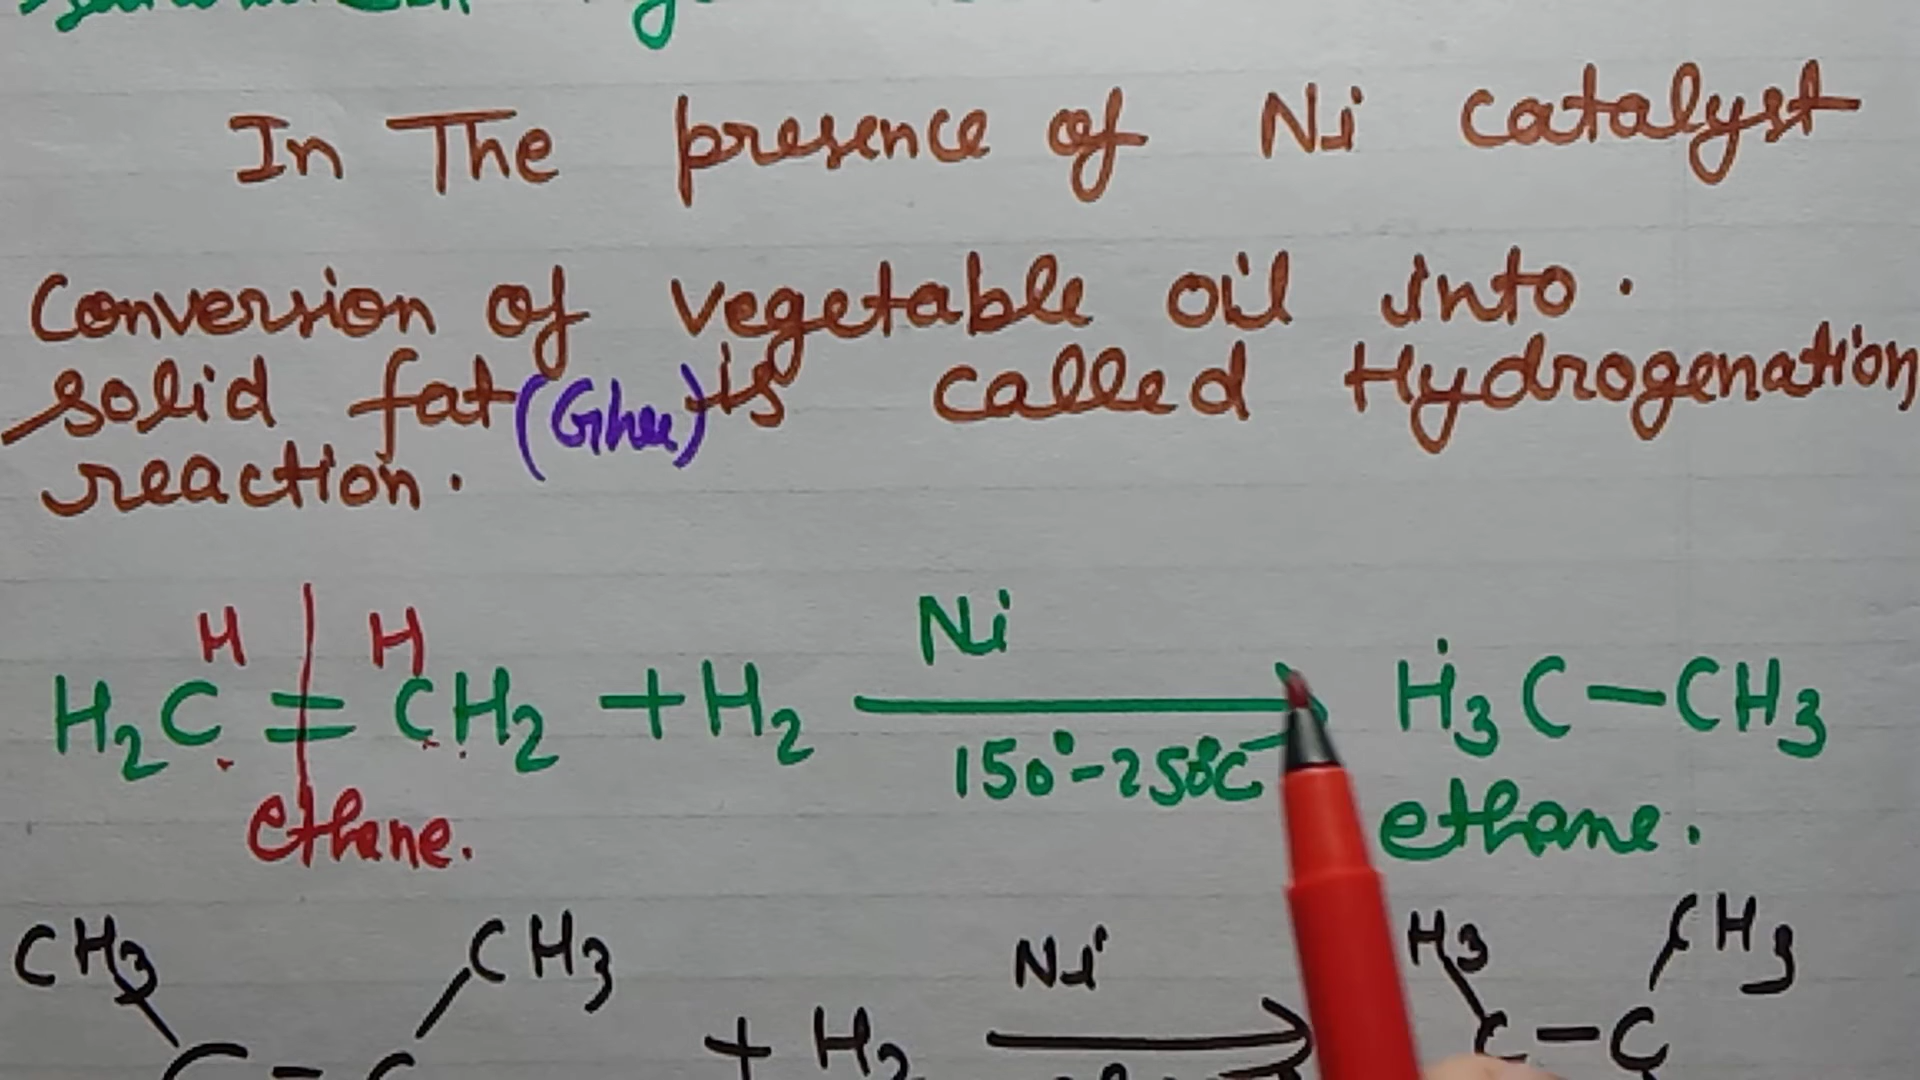 In The presence of Ni catalyst
Conversion of vegetable oil into.
solid fat (Ghee) is called Hydrogenation
reaction.
H H
H₂C = CH₂ + H₂ Ni 150°-250°C H₃C - CH₃
ethene. ethane.
CH₃ CH₃ Ni H₃ CH₃
C = C + H₂ C - C